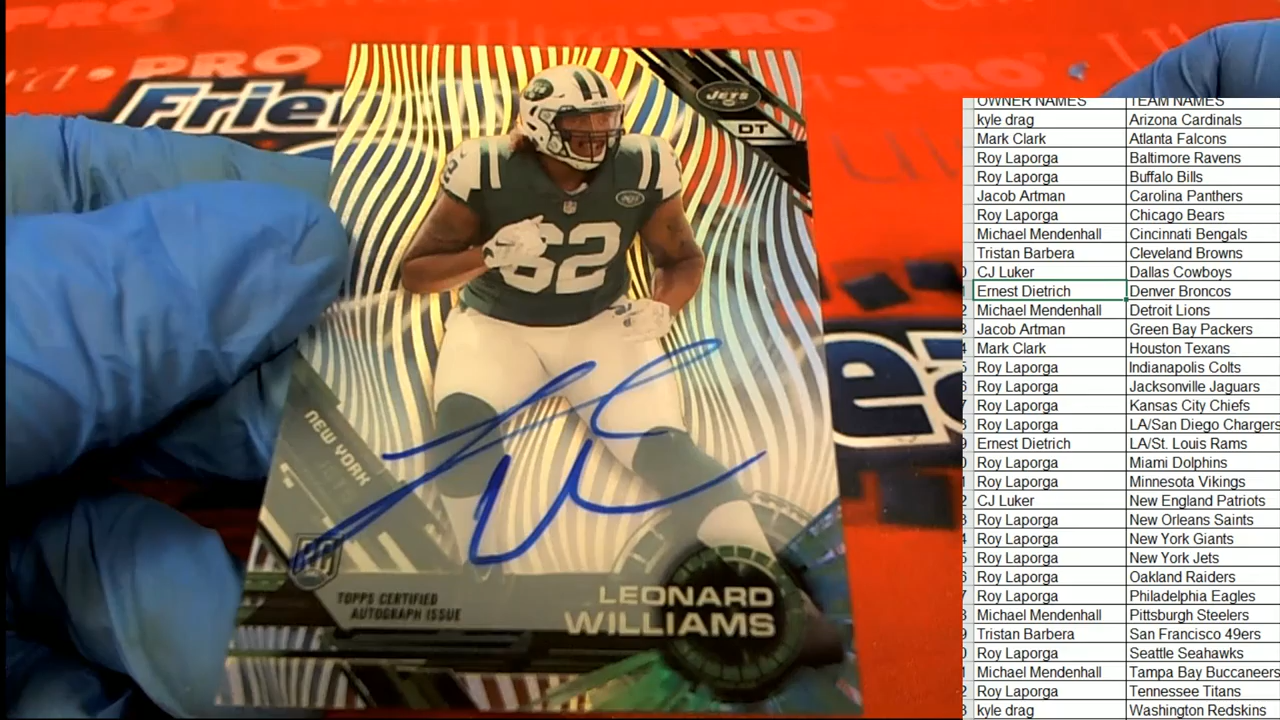 Ultra·PRO
Frie
JETS
DT
62
JETS
62
NEW YORK
RC
TOPPS CERTIFIED
AUTOGRAPH ISSUE
LEONARD
WILLIAMS
OWNER NAMES TEAM NAMES
kyle drag Arizona Cardinals
Mark Clark Atlanta Falcons
Roy Laporga Baltimore Ravens
Roy Laporga Buffalo Bills
Jacob Artman Carolina Panthers
Roy Laporga Chicago Bears
Michael Mendenhall Cincinnati Bengals
Tristan Barbera Cleveland Browns
CJ Luker Dallas Cowboys
Ernest Dietrich Denver Broncos
Michael Mendenhall Detroit Lions
Jacob Artman Green Bay Packers
Mark Clark Houston Texans
Roy Laporga Indianapolis Colts
Roy Laporga Jacksonville Jaguars
Roy Laporga Kansas City Chiefs
Roy Laporga LA/San Diego Chargers
Ernest Dietrich LA/St. Louis Rams
Roy Laporga Miami Dolphins
Roy Laporga Minnesota Vikings
CJ Luker New England Patriots
Roy Laporga New Orleans Saints
Roy Laporga New York Giants
Roy Laporga New York Jets
Roy Laporga Oakland Raiders
Roy Laporga Philadelphia Eagles
Michael Mendenhall Pittsburgh Steelers
Tristan Barbera San Francisco 49ers
Roy Laporga Seattle Seahawks
Michael Mendenhall Tampa Bay Buccaneers
Roy Laporga Tennessee Titans
kyle drag Washington Redskins